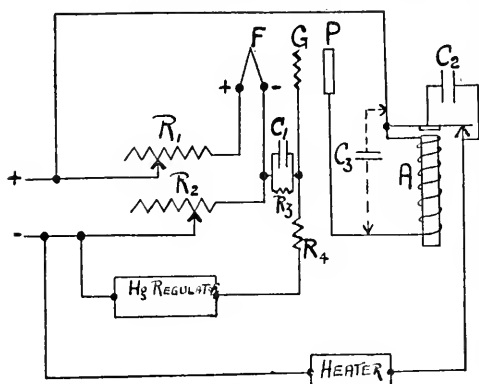 F
G
P
C₂
+
-
R₁
C₁
C₃
A
+
R₂
R₃
-
R₄
Hg REGULATOR
HEATER